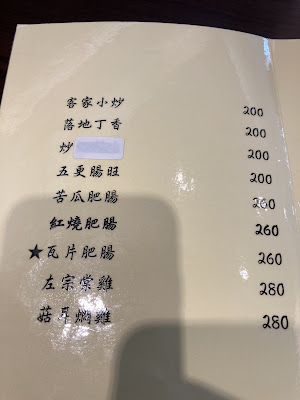 客家小炒 200
落地丁香 200
炒 200
五更腸旺 200
苦瓜肥腸 260
紅燒肥腸 260
★瓦片肥腸 260
左宗棠雞 280
菇 燜雞 280